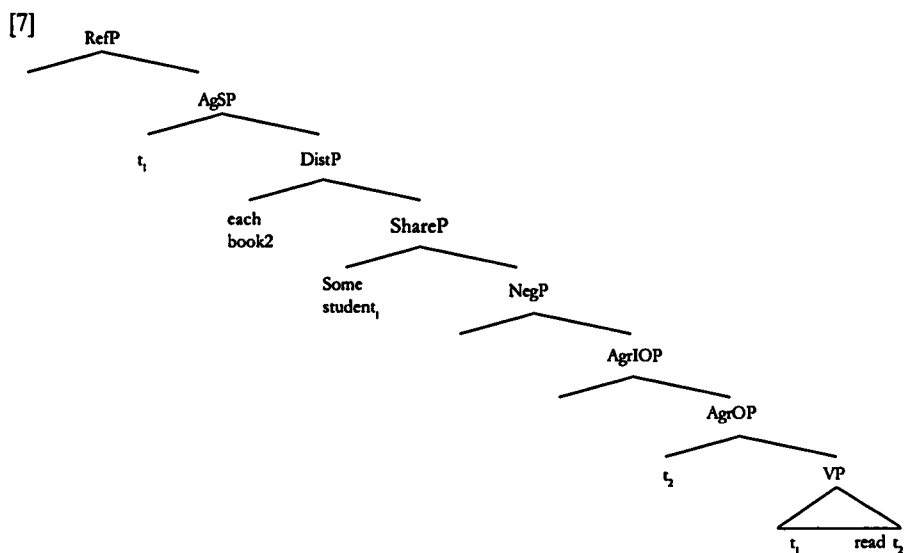 [7]
RefP
AgSP
t₁
DistP
each
book2
ShareP
Some
student₁
NegP
AgrIOP
AgrOP
t₂
VP
t₁ read t₂